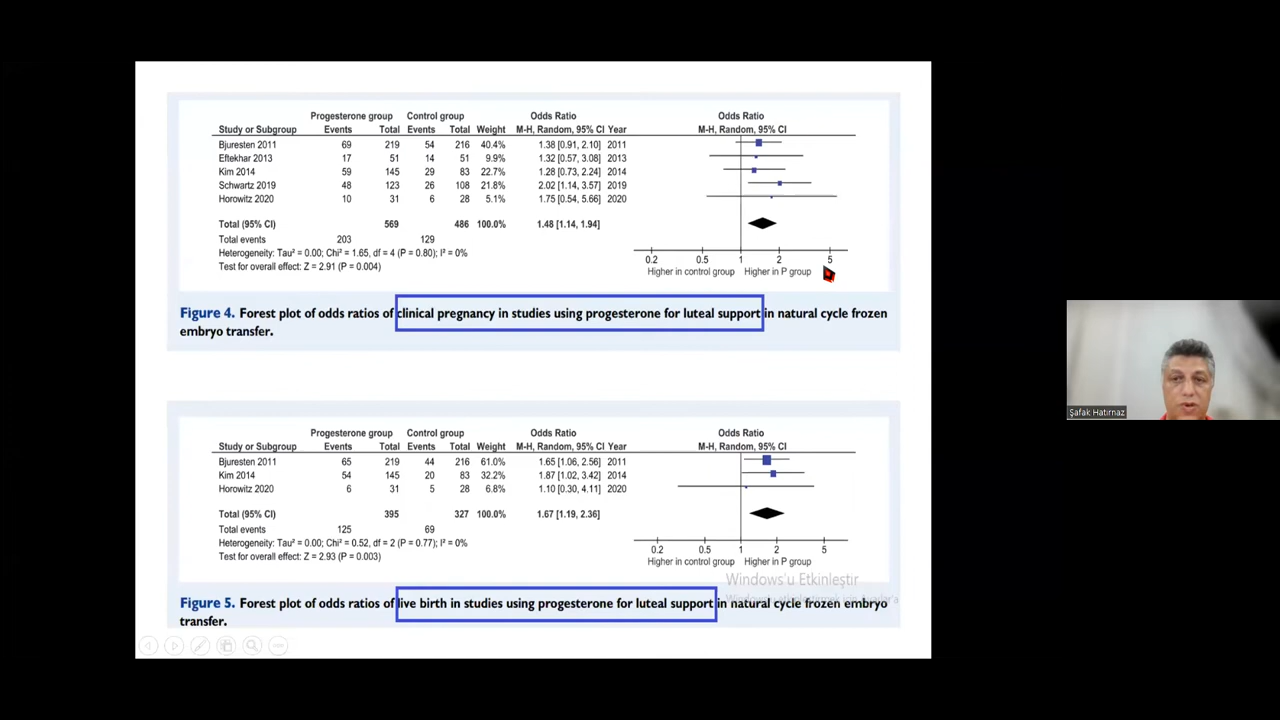 Progesterone group Control group Odds Ratio Odds Ratio
Study or Subgroup Events Total Events Total Weight M-H, Random, 95% CI Year M-H, Random, 95% CI
Bjuresten 2011 69 219 54 216 40.4% 1.38 [0.91, 2.10] 2011
Eftekhar 2013 17 51 14 51 9.9% 1.32 [0.57, 3.08] 2013
Kim 2014 59 145 29 83 22.7% 1.28 [0.73, 2.24] 2014
Schwartz 2019 48 123 26 108 21.8% 2.02 [1.14, 3.57] 2019
Horowitz 2020 10 31 6 28 5.1% 1.75 [0.54, 5.66] 2020
Total (95% CI) 569 486 100.0% 1.48 [1.14, 1.94]
Total events 203 129
Heterogeneity: Tau² = 0.00; Chi² = 1.65, df = 4 (P = 0.80); I² = 0%
Test for overall effect: Z = 2.91 (P = 0.004)
0.2 0.5 1 2 5
Higher in control group Higher in P group
Figure 4. Forest plot of odds ratios of clinical pregnancy in studies using progesterone for luteal support in natural cycle frozen
embryo transfer.
Progesterone group Control group Odds Ratio Odds Ratio
Study or Subgroup Events Total Events Total Weight M-H, Random, 95% CI Year M-H, Random, 95% CI
Bjuresten 2011 65 219 44 216 61.0% 1.65 [1.06, 2.56] 2011
Kim 2014 54 145 20 83 32.2% 1.87 [1.02, 3.42] 2014
Horowitz 2020 6 31 5 28 6.8% 1.10 [0.30, 4.11] 2020
Total (95% CI) 395 327 100.0% 1.67 [1.19, 2.36]
Total events 125 69
Heterogeneity: Tau² = 0.00; Chi² = 0.52, df = 2 (P = 0.77); I² = 0%
Test for overall effect: Z = 2.93 (P = 0.003)
0.2 0.5 1 2 5
Higher in control group Higher in P group
Windows'u Etkinleştir
Figure 5. Forest plot of odds ratios of live birth in studies using progesterone for luteal support in natural cycle frozen embryo
transfer.
Şafak Hatırnaz